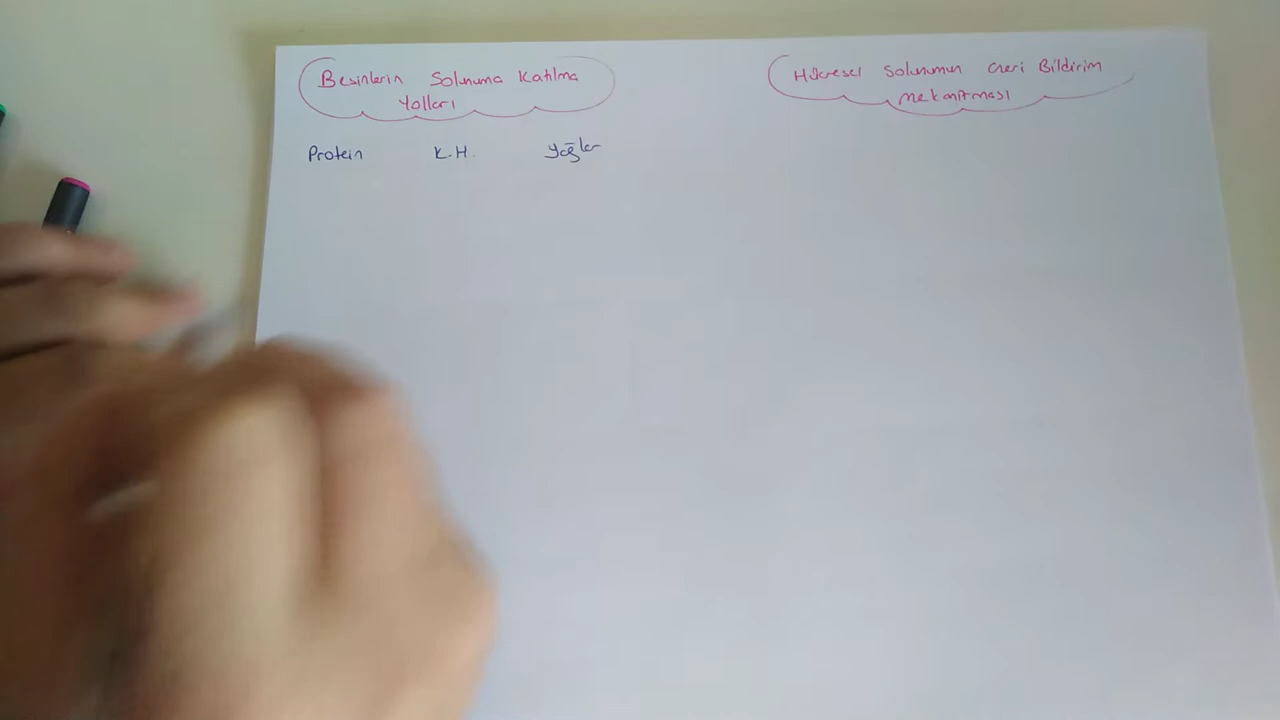 Besinlerin Solunuma Katılma
Yolları
Hücresel Solunumun Geri Bildirim
Mekanizması
Protein K.H. Yağlar